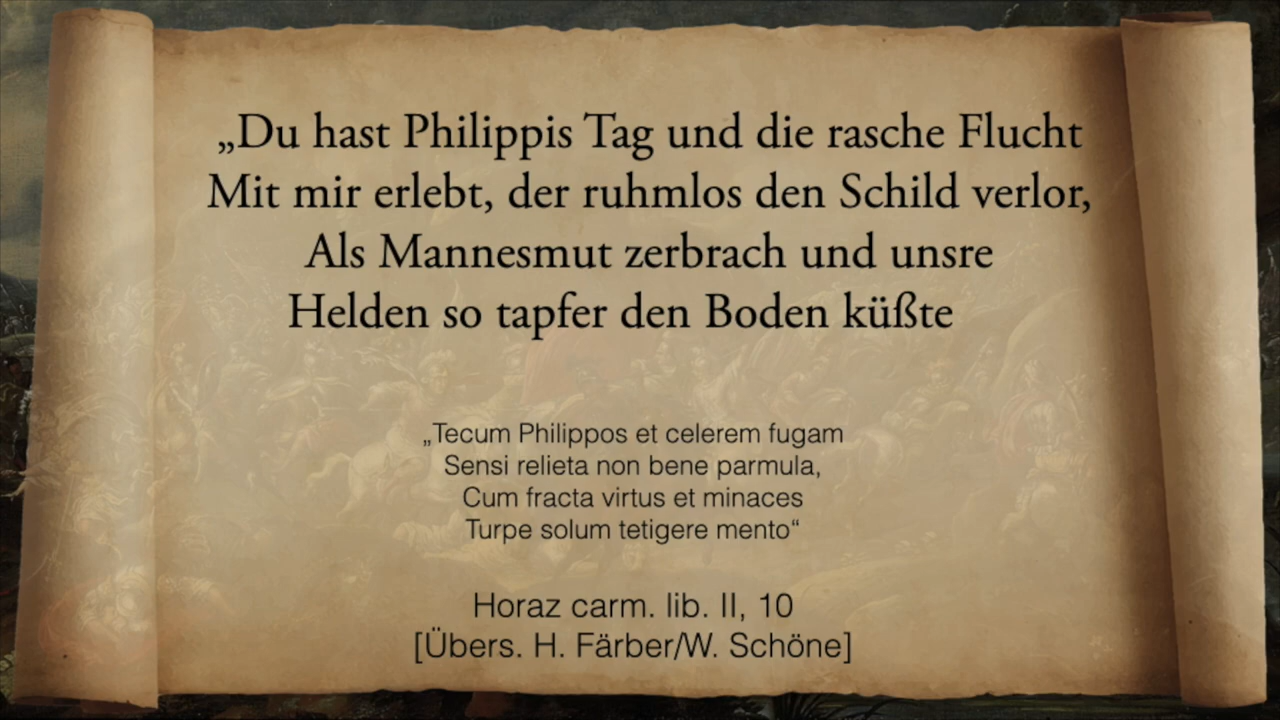 „Du hast Philippis Tag und die rasche Flucht
Mit mir erlebt, der ruhmlos den Schild verlor,
Als Mannesmut zerbrach und unsre
Helden so tapfer den Boden küßte
„Tecum Philippos et celerem fugam
Sensi relieta non bene parmula,
Cum fracta virtus et minaces
Turpe solum tetigere mento“
Horaz carm. lib. II, 10
[Übers. H. Färber/W. Schöne]